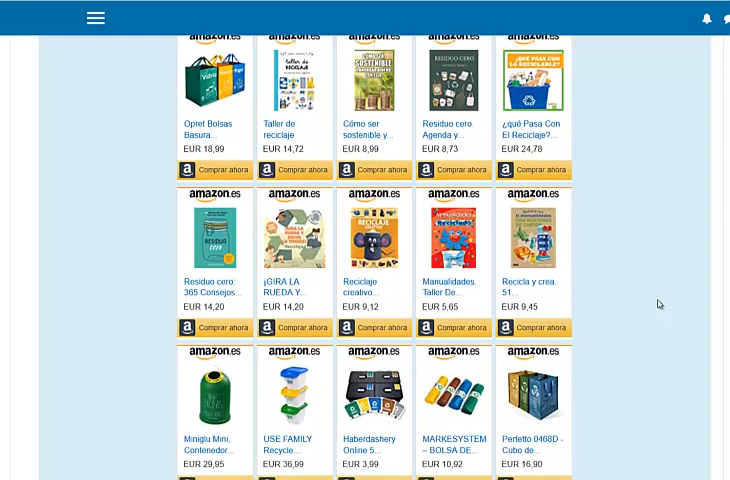 amazon.es amazon.es amazon.es amazon.es amazon.es
Opret Bolsas Basura...
EUR 18,99
Comprar ahora
Taller de reciclaje
EUR 14,72
Comprar ahora
Cómo ser sostenible y...
EUR 8,99
Comprar ahora
Residuo cero. Agenda y...
EUR 8,73
Comprar ahora
¿qué Pasa Con El Reciclaje?...
EUR 24,78
Comprar ahora
amazon.es amazon.es amazon.es amazon.es amazon.es
Residuo cero: 365 Consejos...
EUR 14,20
Comprar ahora
¡GIRA LA RUEDA Y...
EUR 14,20
Comprar ahora
Reciclaje creativo...
EUR 9,12
Comprar ahora
Manualidades. Taller De...
EUR 5,65
Comprar ahora
Recicla y crea. 51...
EUR 9,45
Comprar ahora
amazon.es amazon.es amazon.es amazon.es amazon.es
Miniglu Mini, Contenedor...
EUR 29,95
USE FAMILY Recycle...
EUR 36,99
Haberdashery Online 5...
EUR 3,99
MARKESYSTEM – BOLSA DE...
EUR 10,92
Perfetto 0468D - Cubo de...
EUR 16,90